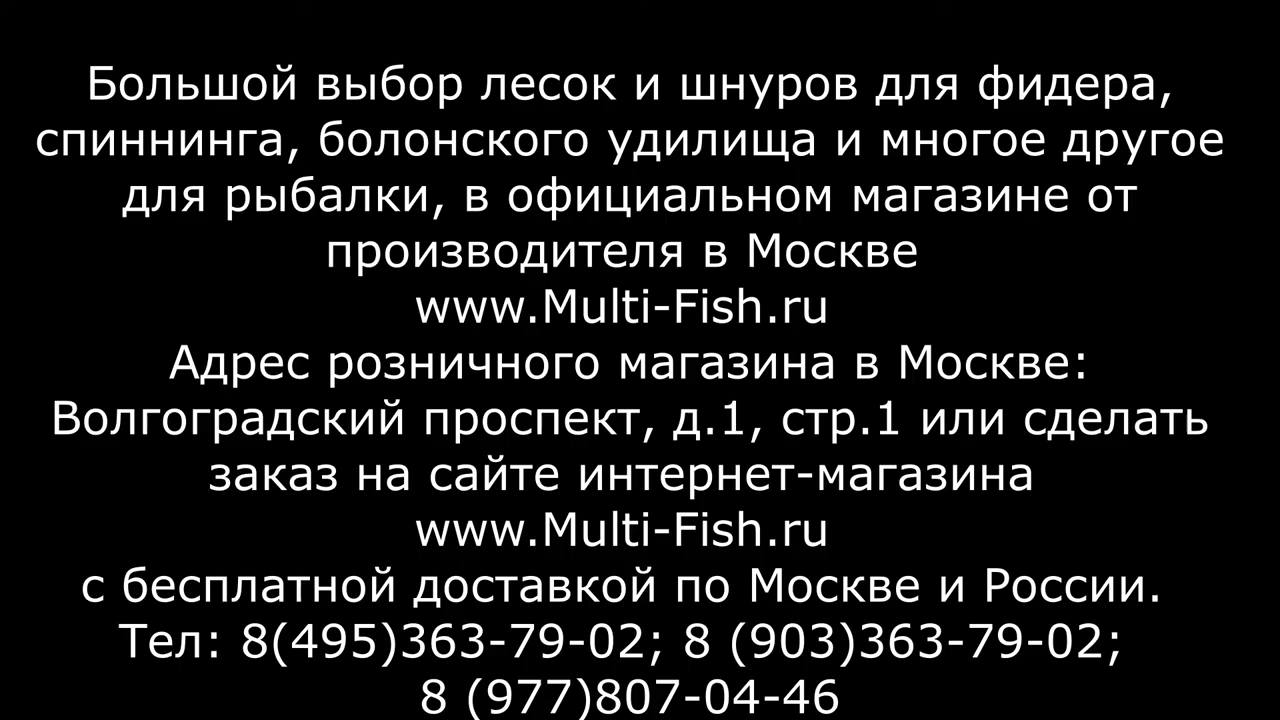 Большой выбор лесок и шнуров для фидера,
спиннинга, болонского удилища и многое другое
для рыбалки, в официальном магазине от
производителя в Москве
www.Multi-Fish.ru
Адрес розничного магазина в Москве:
Волгоградский проспект, д.1, стр.1 или сделать
заказ на сайте интернет-магазина
www.Multi-Fish.ru
с бесплатной доставкой по Москве и России.
Тел: 8(495)363-79-02; 8 (903)363-79-02;
8 (977)807-04-46